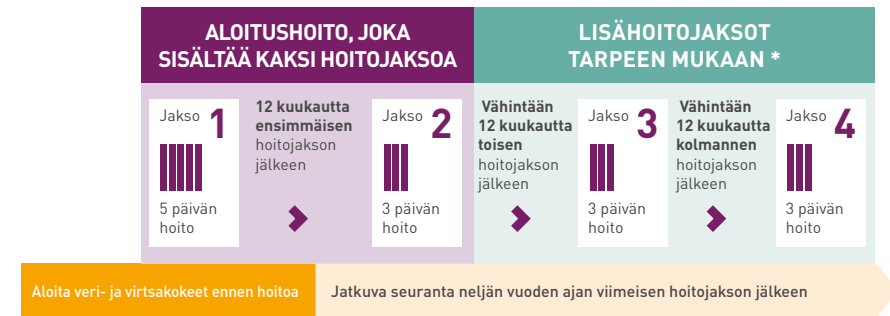 ALOITUSHOITO, JOKA
SISÄLTÄÄ KAKSI HOITOJAKSOA
LISÄHOITOJAKSOT
TARPEEN MUKAAN *
Jakso 1
5 päivän
hoito
12 kuukautta
ensimmäisen
hoitojakson
jälkeen
Jakso 2
3 päivän
hoito
Vähintään
12 kuukautta
toisen
hoitojakson
jälkeen
Jakso 3
3 päivän
hoito
Vähintään
12 kuukautta
kolmannen
hoitojakson
jälkeen
Jakso 4
3 päivän
hoito
Aloita veri- ja virtsakokeet ennen hoitoa
Jatkuva seuranta neljän vuoden ajan viimeisen hoitojakson jälkeen